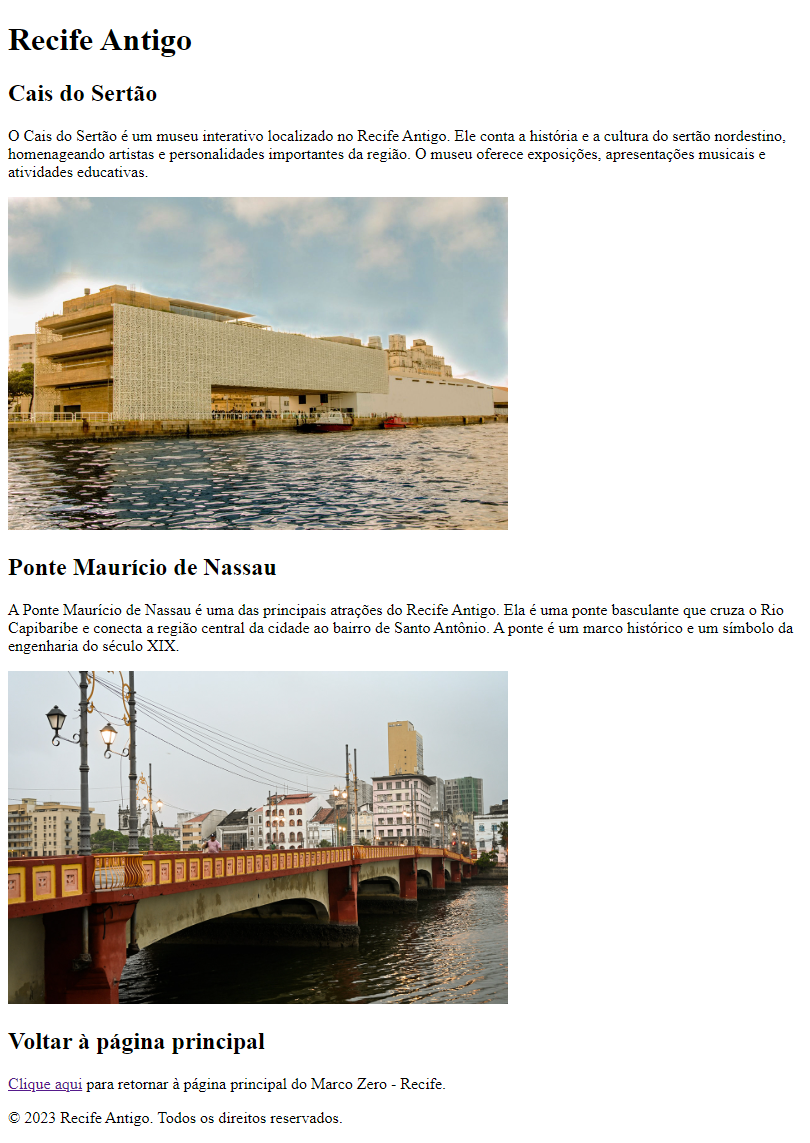 Recife Antigo
Cais do Sertão
O Cais do Sertão é um museu interativo localizado no Recife Antigo. Ele conta a história e a cultura do sertão nordestino,
homenageando artistas e personalidades importantes da região. O museu oferece exposições, apresentações musicais e
atividades educativas.
Ponte Maurício de Nassau
A Ponte Maurício de Nassau é uma das principais atrações do Recife Antigo. Ela é uma ponte basculante que cruza o Rio
Capibaribe e conecta a região central da cidade ao bairro de Santo Antônio. A ponte é um marco histórico e um símbolo da
engenharia do século XIX.
Voltar à página principal
Clique aqui para retornar à página principal do Marco Zero - Recife.
© 2023 Recife Antigo. Todos os direitos reservados.